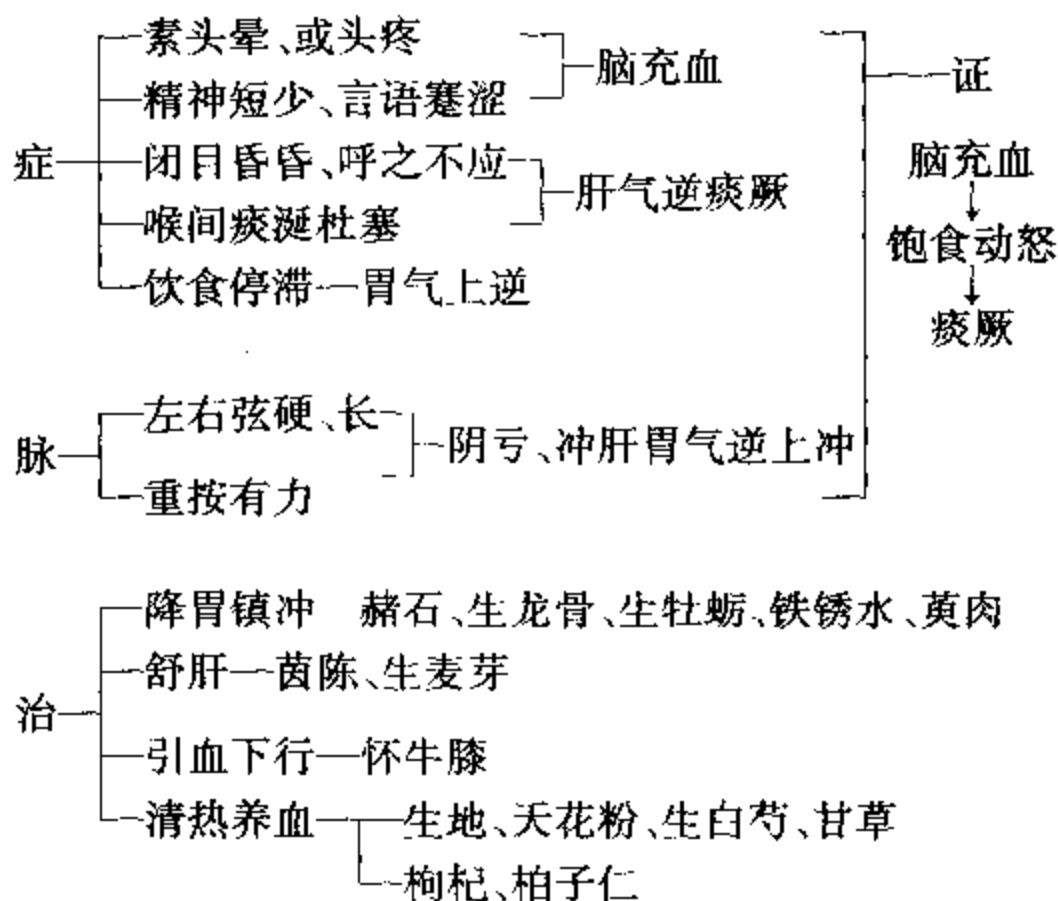 素头晕、或头疼
精神短少、言语蹇涩
脑充血
证
症
闭目昏昏、呼之不应
喉间痰涎杜塞
肝气逆痰厥
饮食停滞—胃气上逆
脑充血
饱食动怒
痰厥
脉
左右弦硬、长
重按有力
阴亏、冲肝胃气逆上冲
治
降胃镇冲 赭石、生龙骨、生牡蛎、铁锈水、萸肉
舒肝—茵陈、生麦芽
引血下行—怀牛膝
清热养血—生地、天花粉、生白芍、甘草
枸杞、柏子仁